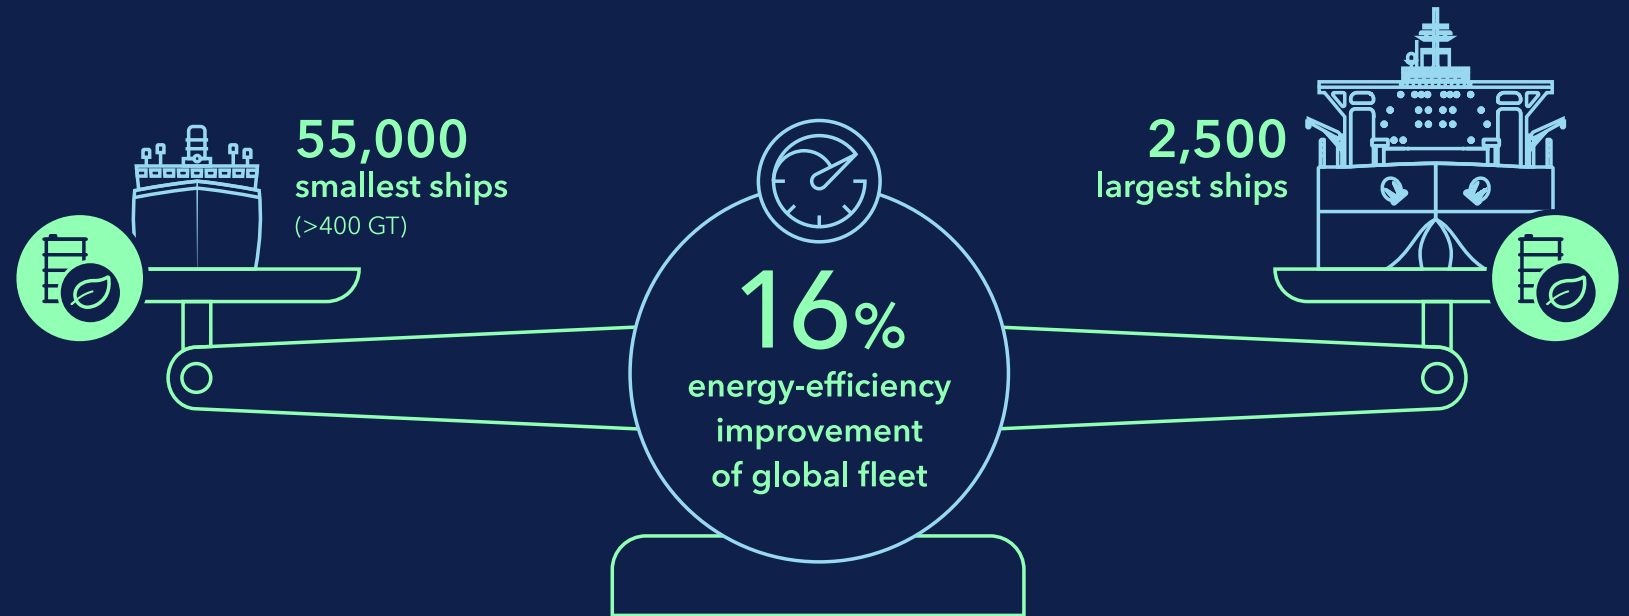 55,000
smallest ships
(>400 GT)
2,500
largest ships
16%
energy-efficiency
improvement
of global fleet